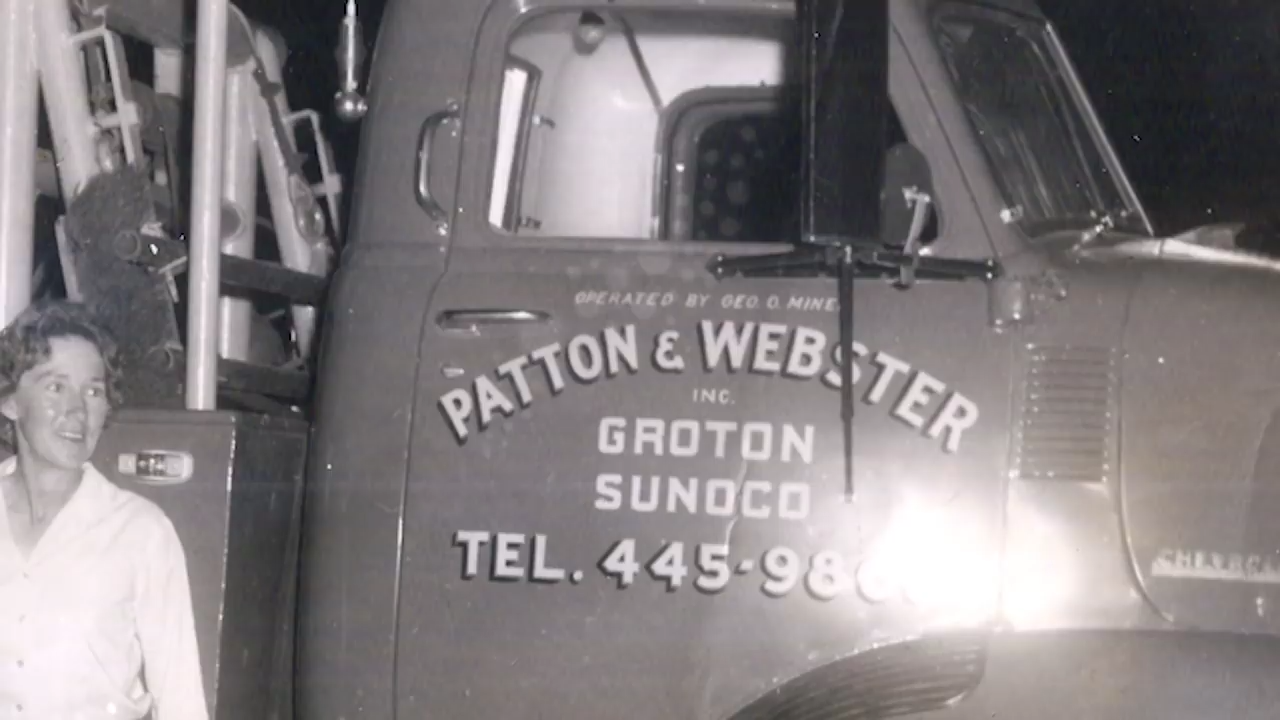 OPERATED BY GEO. O. MINE
PATTON & WEBSTER
INC.
GROTON
SUNOCO
TEL. 445-98